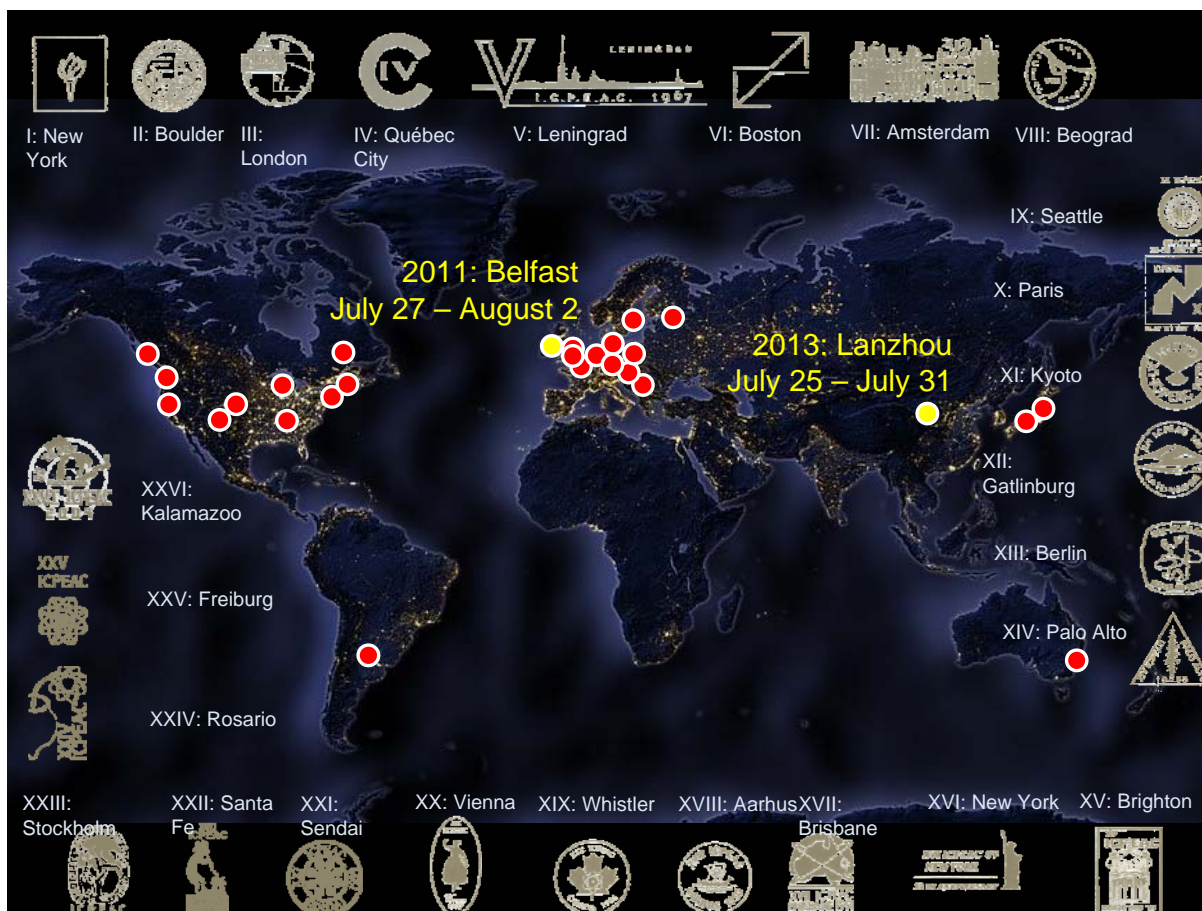 LENINGRAD
IV
V
I.C.P.E.A.C. 1967
I: New
York
II: Boulder
III:
London
IV: Québec
City
V: Leningrad
VI: Boston
VII: Amsterdam
VIII: Beograd
IX: Seattle
X: Paris
2011: Belfast
July 27 – August 2
2013: Lanzhou
July 25 – July 31
XI: Kyoto
XII:
Gatlinburg
XIII: Berlin
XIV: Palo Alto
XXVI:
Kalamazoo
XXV
ICPEAC
XXV: Freiburg
XXIV: Rosario
XXIII:
Stockholm
XXII: Santa
Fe
XXI:
Sendai
XX: Vienna
XIX: Whistler
XVIII: Aarhus
XVII:
Brisbane
XVI: New York
XV: Brighton